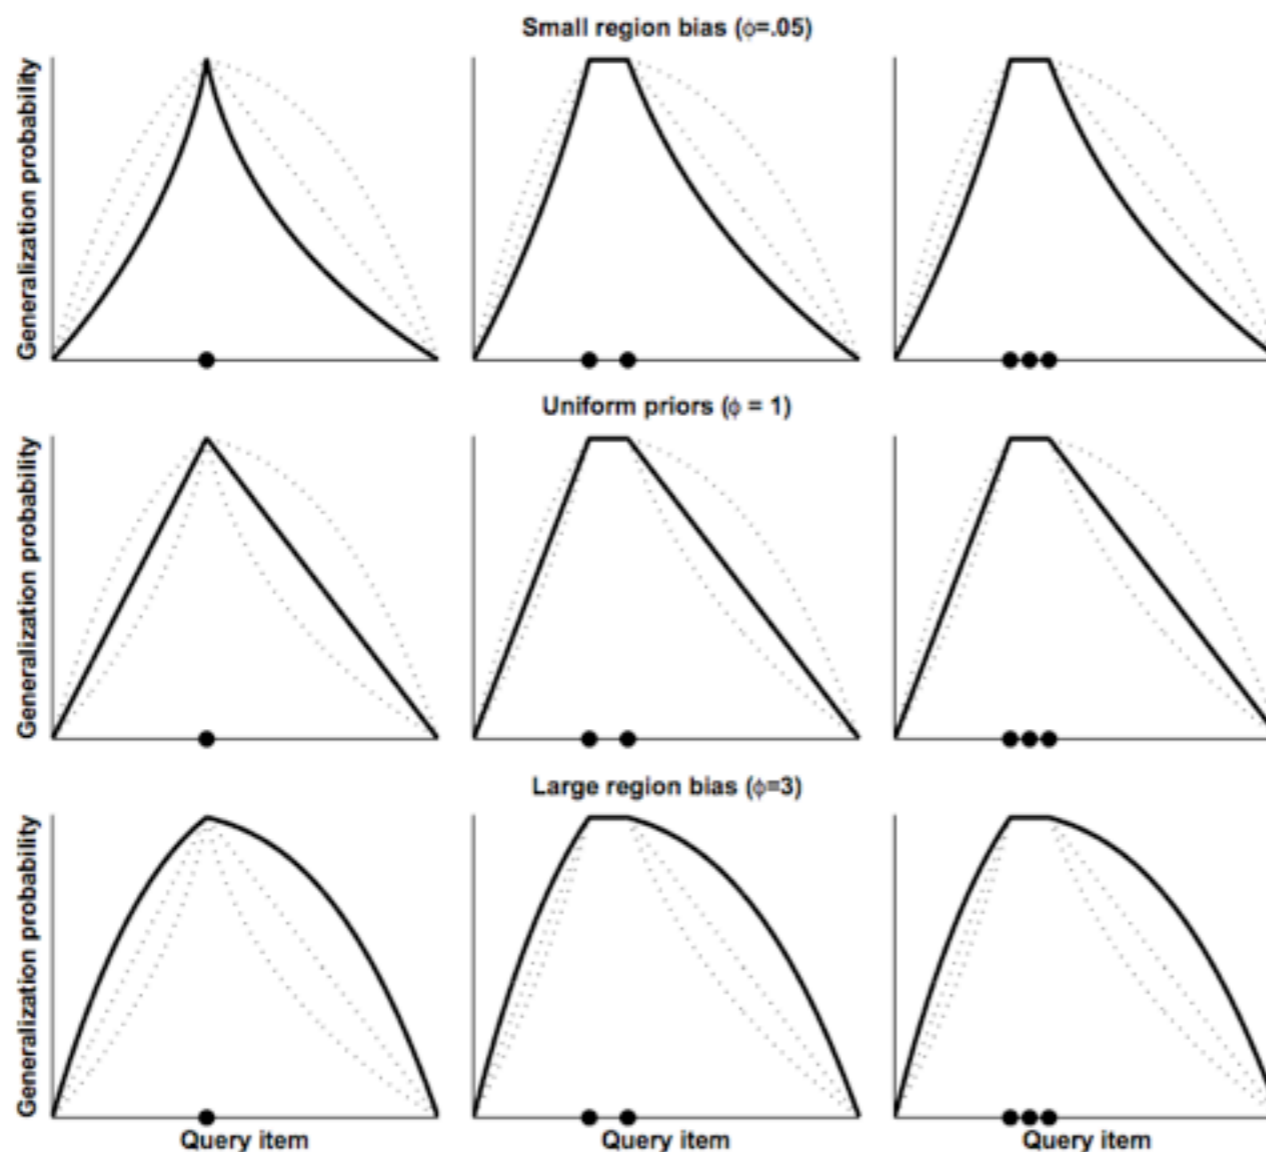 Small region bias (ϕ=.05)
Generalization probability
Uniform priors (ϕ = 1)
Generalization probability
Large region bias (ϕ=3)
Generalization probability
Query item
Query item
Query item